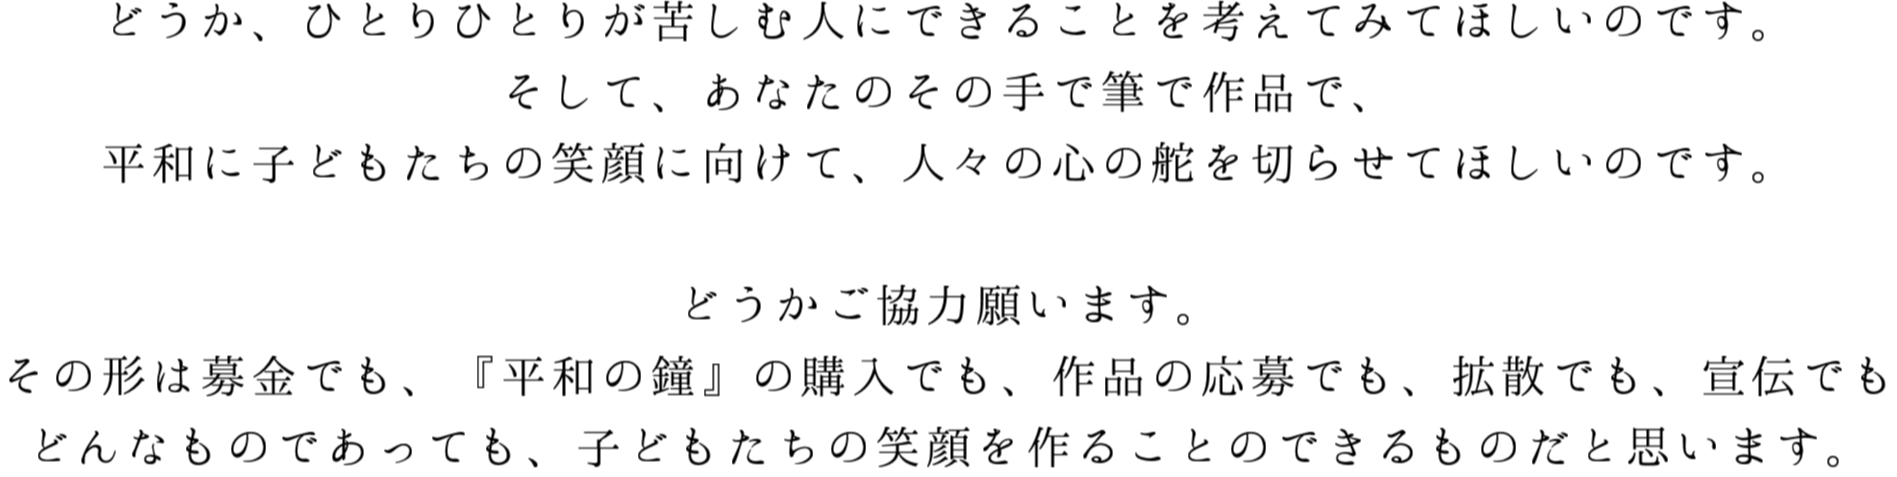 どうか、ひとりひとりが苦しむ人にできることを考えてみてほしいのです。
そして、あなたのその手で筆で作品で、
平和に子どもたちの笑顔に向けて、人々の心の舵を切らせてほしいのです。
どうかご協力願います。
その形は募金でも、『平和の鐘』の購入でも、作品の応募でも、拡散でも、宣伝でも
どんなものであっても、子どもたちの笑顔を作ることのできるものだと思います。